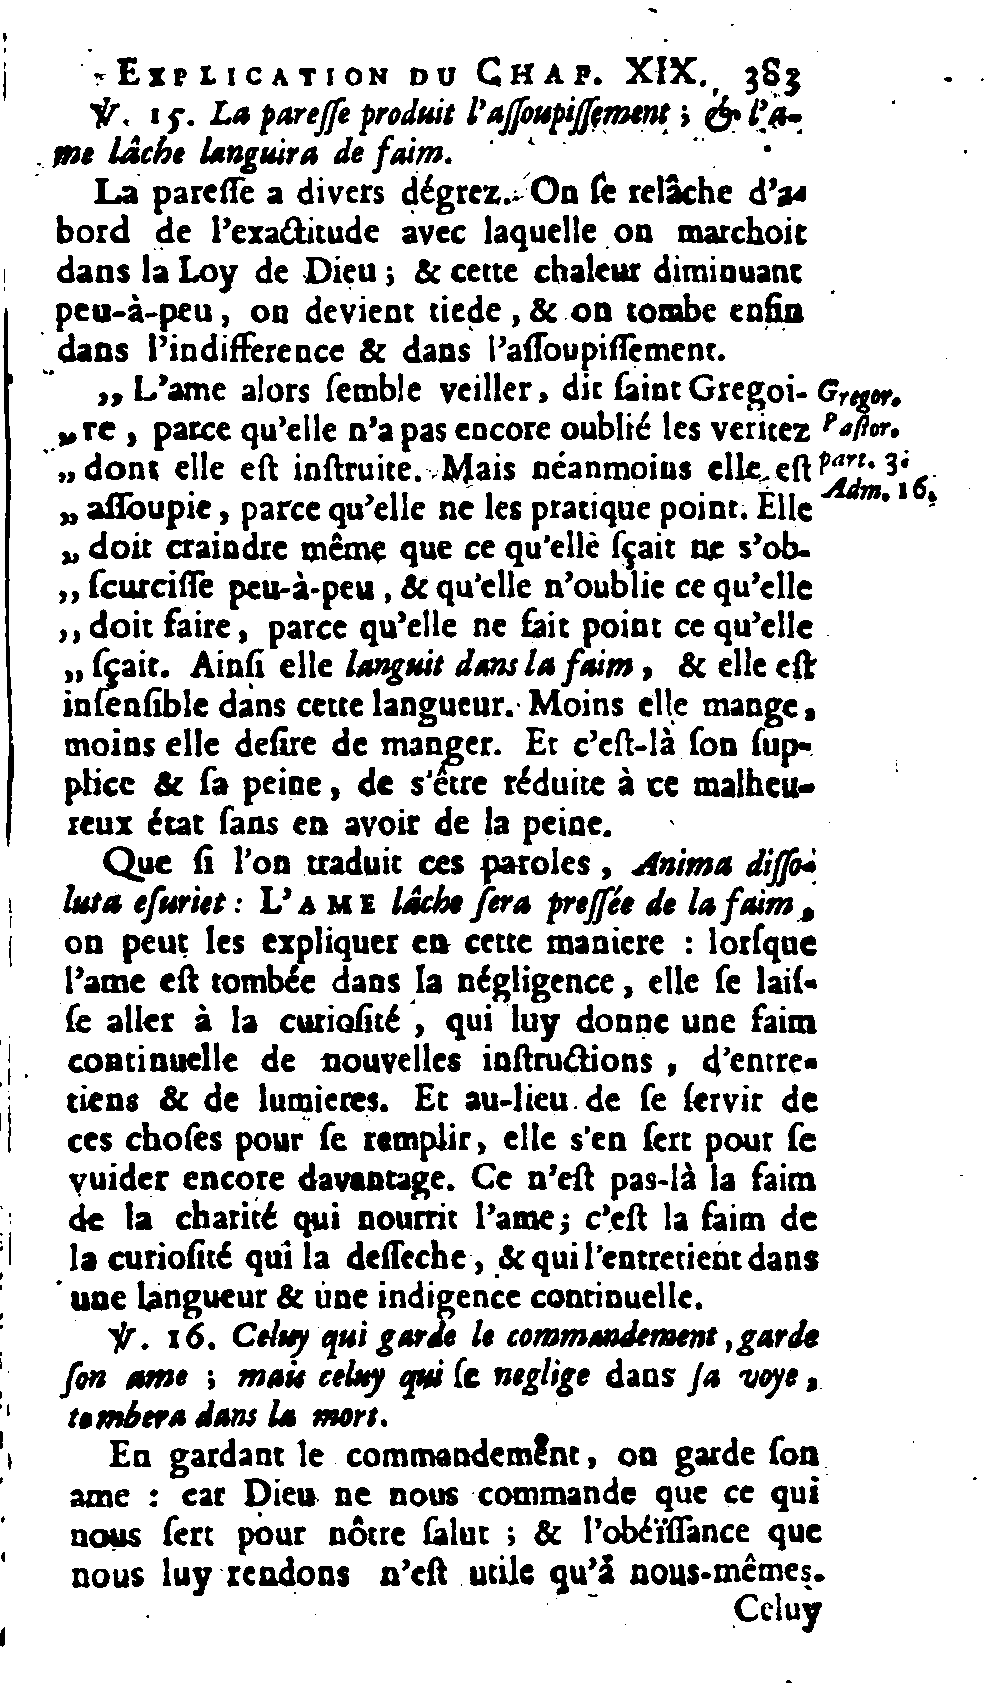 EXPLICATION DU CHAP. XIX. 383
℣. 15. La pareſſe produit l'aſſoupiſſement ; & l'a-
me lâche languira de faim.
La pareſſe a divers dégrez. On ſe relâche d'a-
bord de l'exactitude avec laquelle on marchoit
dans la Loy de Dieu ; & cette chaleur diminuant
peu-à-peu, on devient tiede, & on tombe enfin
dans l'indifference & dans l'aſſoupiſſement.
,, L'ame alors ſemble veiller, dit ſaint Gregoi- Gregor.
,, re, parce qu'elle n'a pas encore oublié les veritez Paſtor.
,, dont elle eſt inſtruite. Mais néanmoins elle eſt part. 3.
,, aſſoupie, parce qu'elle ne les pratique point. Elle Adm. 16.
,, doit craindre même que ce qu'elle ſçait ne s'ob-
,, ſcurciſſe peu-à-peu, & qu'elle n'oublie ce qu'elle
,, doit faire, parce qu'elle ne fait point ce qu'elle
,, ſçait. Ainſi elle languit dans la faim, & elle eſt
inſenſible dans cette langueur. Moins elle mange,
moins elle deſire de manger. Et c'eſt-là ſon ſup-
plice & ſa peine, de s'être réduite à ce malheu-
reux état ſans en avoir de la peine.
Que ſi l'on traduit ces paroles, Anima diſſo-
luta eſuriet : L'AME lâche ſera preſſée de la faim,
on peut les expliquer en cette maniere : lorſque
l'ame eſt tombée dans la négligence, elle ſe laiſ-
ſe aller à la curioſité, qui luy donne une faim
continuelle de nouvelles inſtructions, d'entre-
tiens & de lumieres. Et au-lieu de ſe ſervir de
ces choſes pour ſe remplir, elle s'en ſert pour ſe
vuider encore davantage. Ce n'eſt pas-là la faim
de la charité qui nourrit l'ame ; c'eſt la faim de
la curioſité qui la deſſeche, & qui l'entretient dans
une langueur & une indigence continuelle.
℣. 16. Celuy qui garde le commandement, garde
ſon ame ; mais celuy qui ſe neglige dans ſa voye,
tombera dans la mort.
En gardant le commandement, on garde ſon
ame : car Dieu ne nous commande que ce qui
nous ſert pour nôtre ſalut ; & l'obéïſſance que
nous luy rendons n'eſt utile qu'à nous-mêmes.
Celuy